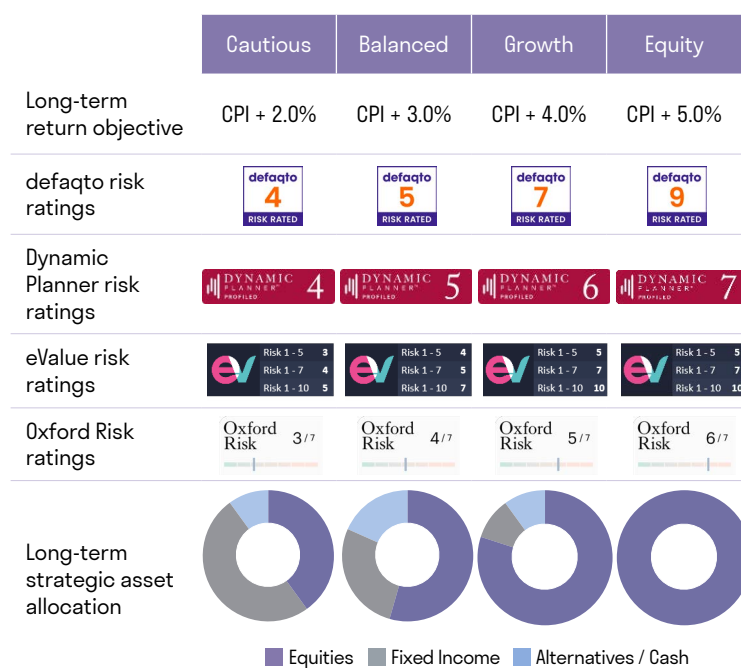 Cautious Balanced Growth Equity
Long-term
return objective
CPI + 2.0% CPI + 3.0% CPI + 4.0% CPI + 5.0%
defaqto risk
ratings
defaqto defaqto defaqto defaqto
4 5 7 9
RISK RATED RISK RATED RISK RATED RISK RATED
Dynamic
Planner risk
ratings
DYNAMIC PLANNER™ PROFILED 4
DYNAMIC PLANNER™ PROFILED 5
DYNAMIC PLANNER™ PROFILED 6
DYNAMIC PLANNER™ PROFILED 7
eValue risk
ratings
ev Risk 1 - 5 3 ev Risk 1 - 5 4 ev Risk 1 - 5 5 ev Risk 1 - 5 5
Risk 1 - 7 4 Risk 1 - 7 5 Risk 1 - 7 7 Risk 1 - 7 7
Risk 1 - 10 5 Risk 1 - 10 7 Risk 1 - 10 10 Risk 1 - 10 10
Oxford Risk
ratings
Oxford Oxford Oxford Oxford
Risk 3/7 Risk 4/7 Risk 5/7 Risk 6/7
Long-term
strategic asset
allocation
Equities Fixed Income Alternatives / Cash